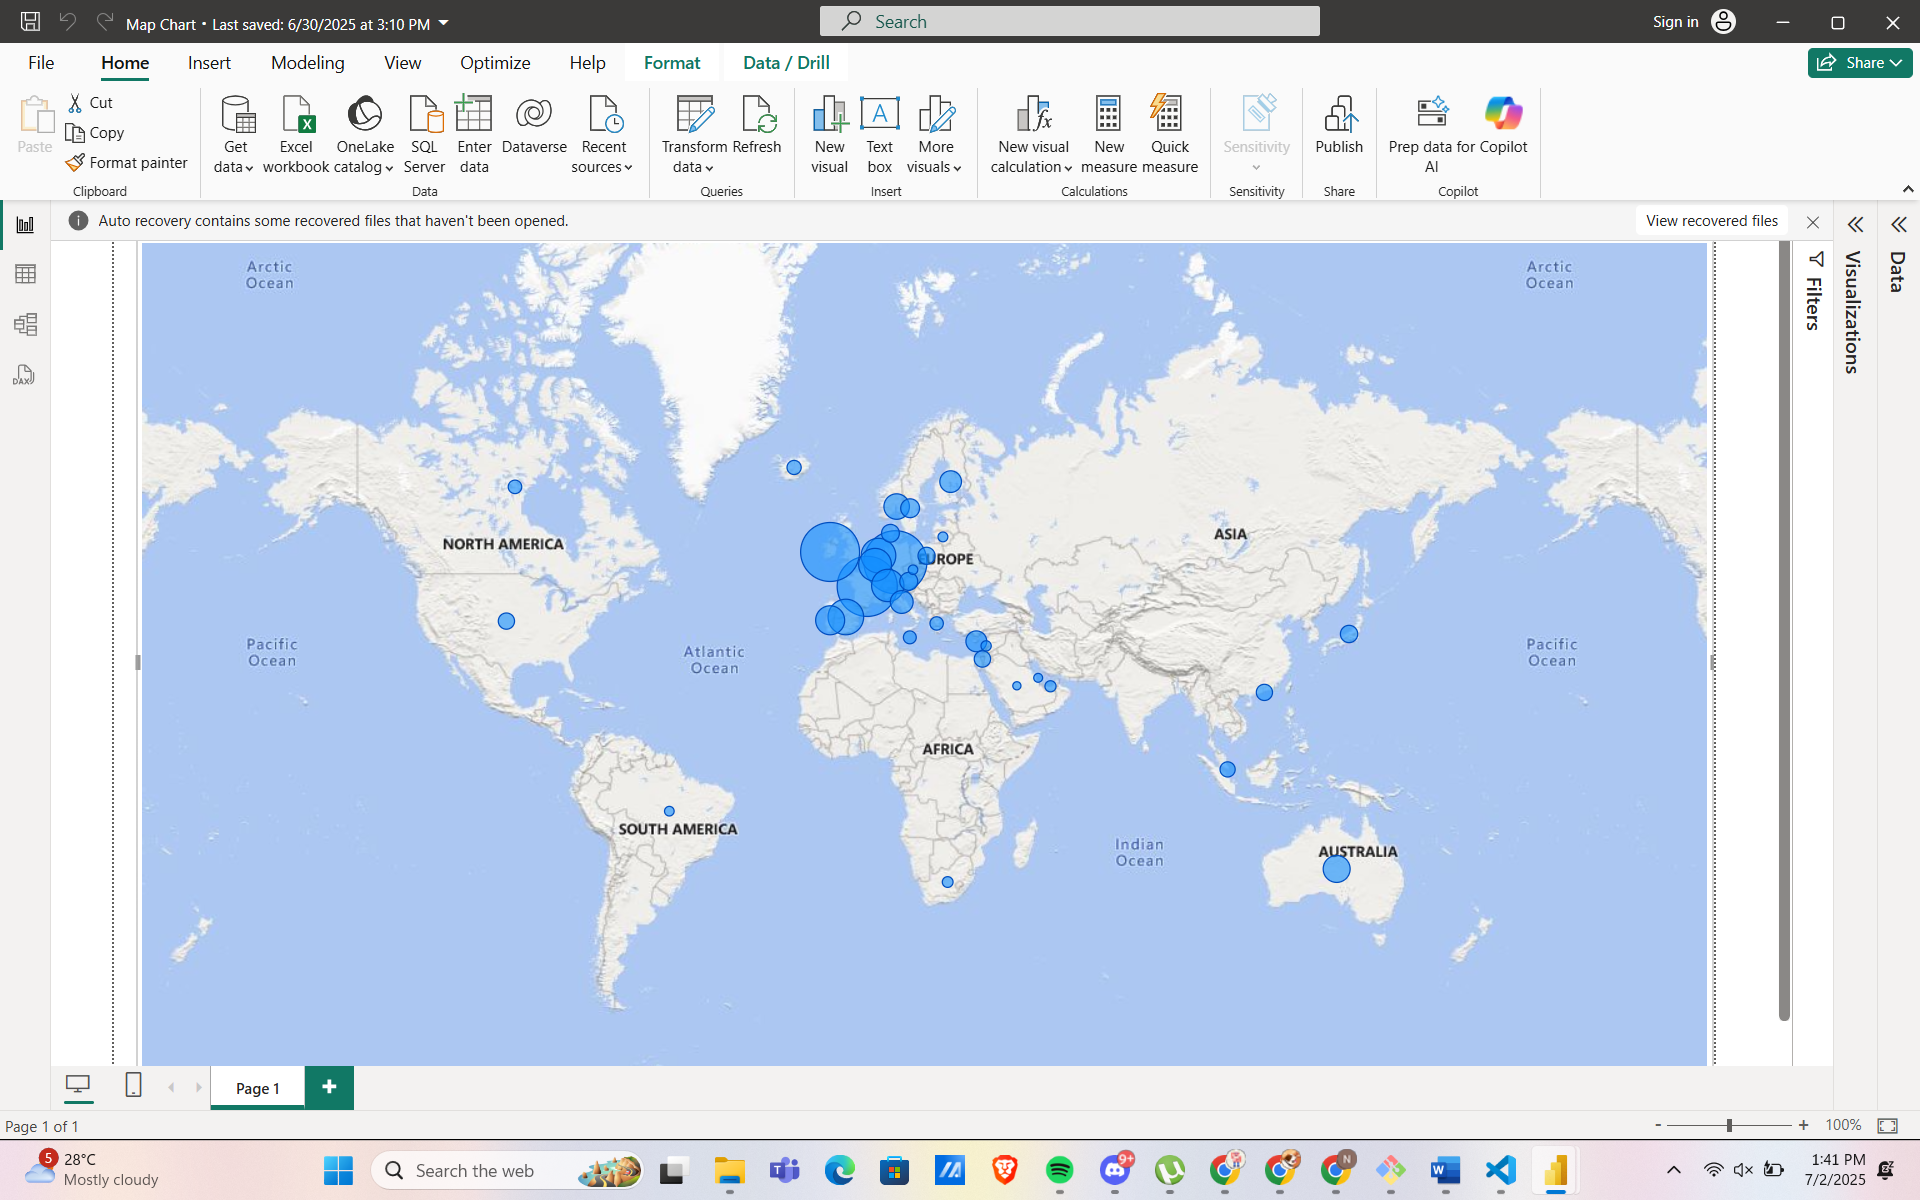 Map Chart • Last saved: 6/30/2025 at 3:10 PM
Search
Sign in
File
Home
Insert
Modeling
View
Optimize
Help
Format
Data / Drill
Share
Paste
Cut
Copy
Format painter
Clipboard
Get data
Excel workbook
OneLake catalog
SQL Server
Enter data
Dataverse
Recent sources
Data
Transform data
Refresh
Queries
New visual
Text box
More visuals
Insert
New visual calculation
New measure
Quick measure
Calculations
Sensitivity
Sensitivity
Publish
Share
Prep data for AI
Copilot
Copilot
Auto recovery contains some recovered files that haven't been opened.
View recovered files
Filters
Visualizations
Data
DAX
Arctic
Ocean
Arctic
Ocean
NORTH AMERICA
ASIA
EUROPE
Pacific
Ocean
Atlantic
Ocean
Pacific
Ocean
AFRICA
SOUTH AMERICA
Indian
Ocean
AUSTRALIA
Page 1
Page 1 of 1
- + 100%
5
28°C
Mostly cloudy
Search the web
9+
N
1:41 PM
7/2/2025